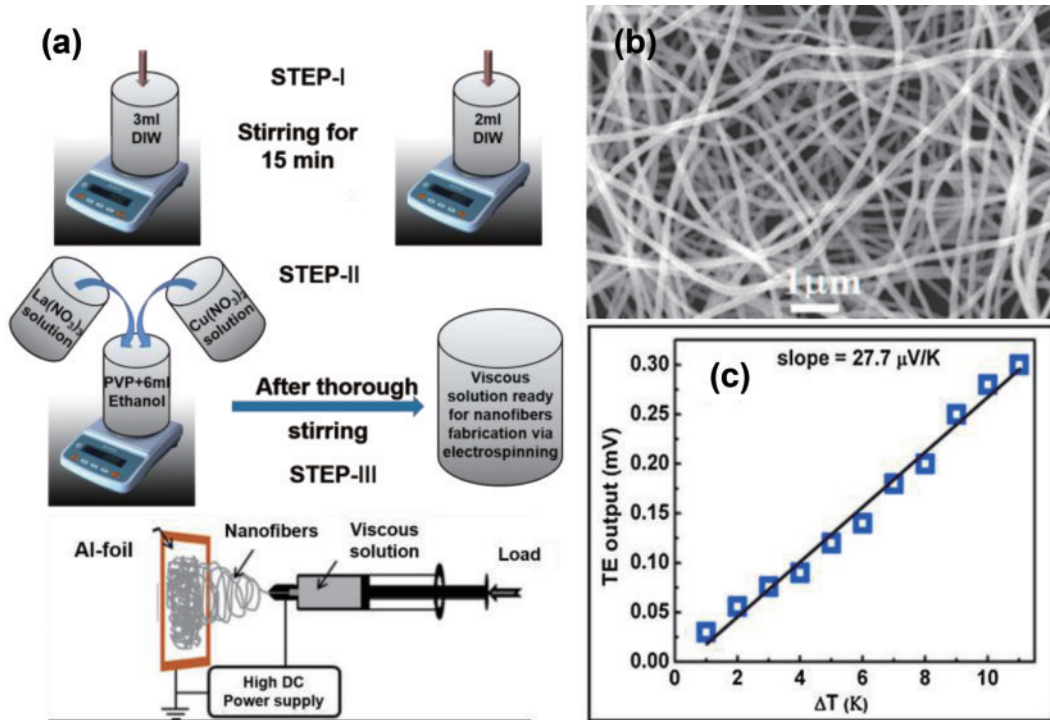 (a)
3ml
DIW
STEP-I
Stirring for
15 min
2ml
DIW
STEP-II
La(NO3)3
solution
Cu(NO3)2
solution
PVP+6ml
Ethanol
After thorough
stirring
STEP-III
Viscous
solution ready
for nanofibers
fabrication via
electrospinning
Al-foil
Nanofibers
Viscous
solution
Load
High DC
Power supply
(b)
1μm
(c)
slope = 27.7 μV/K
TE output (mV)
0.30
0.25
0.20
0.15
0.10
0.05
0.00
0
2
4
6
8
10
ΔT (K)